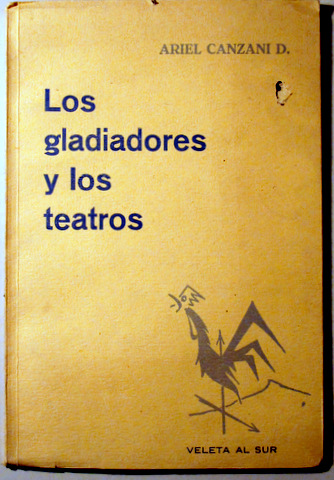 ARIEL CANZANI D.
Los
gladiadores
y los
teatros
VELETA AL SUR